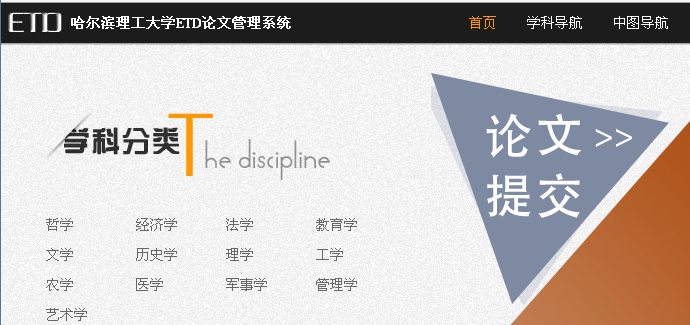 ETD 哈尔滨理工大学ETD论文管理系统 首页 学科导航 中图导航
学科分类The discipline
论文>>
提交
哲学 经济学 法学 教育学
文学 历史学 理学 工学
农学 医学 军事学 管理学
艺术学